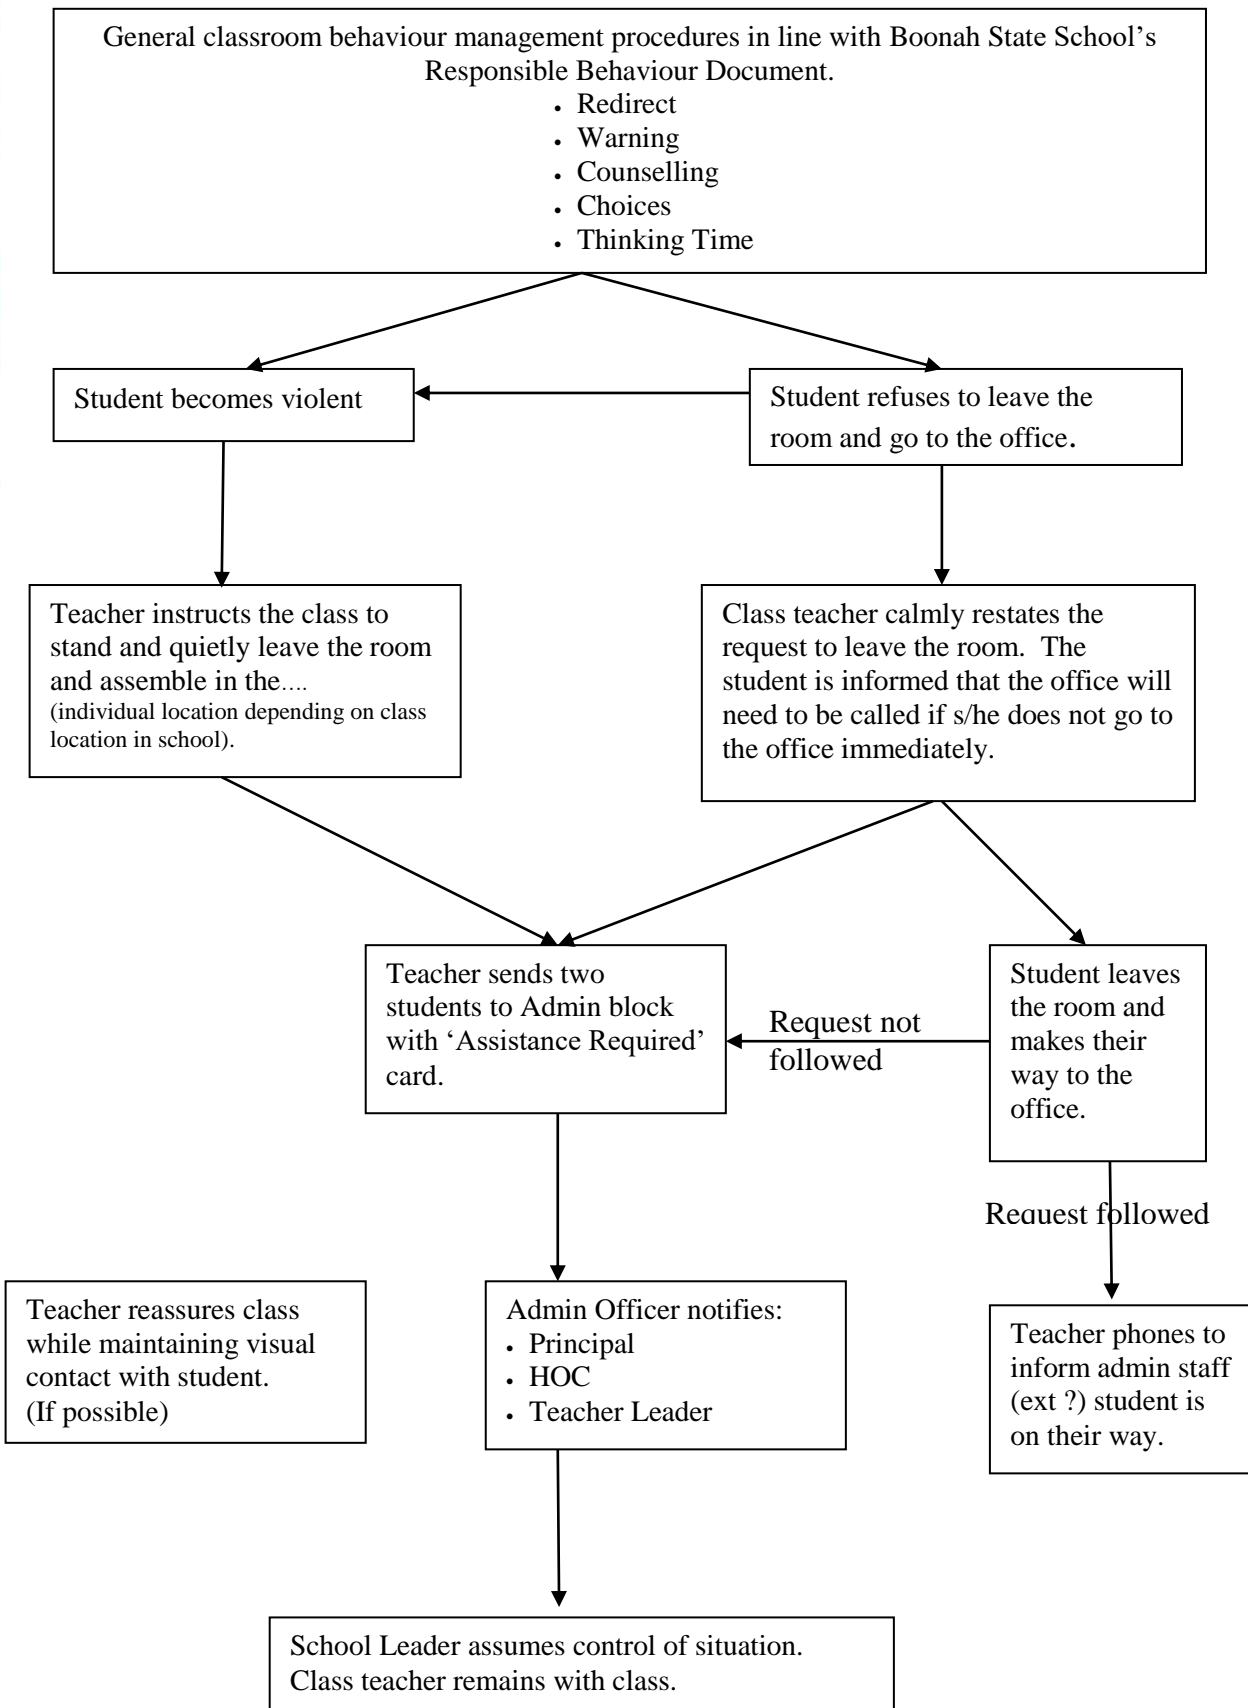 General classroom behaviour management procedures in line with Boonah State School’s
Responsible Behaviour Document.
• Redirect
• Warning
• Counselling
• Choices
• Thinking Time
Student becomes violent
Student refuses to leave the
room and go to the office.
Teacher instructs the class to
stand and quietly leave the room
and assemble in the....
(individual location depending on class
location in school).
Class teacher calmly restates the
request to leave the room.  The
student is informed that the office will
need to be called if s/he does not go to
the office immediately.
Teacher sends two
students to Admin block
with ‘Assistance Required’
card.
Request not
followed
Student leaves
the room and
makes their
way to the
office.
Request followed
Teacher reassures class
while maintaining visual
contact with student.
(If possible)
Admin Officer notifies:
• Principal
• HOC
• Teacher Leader
Teacher phones to
inform admin staff
(ext ?) student is
on their way.
School Leader assumes control of situation.
Class teacher remains with class.